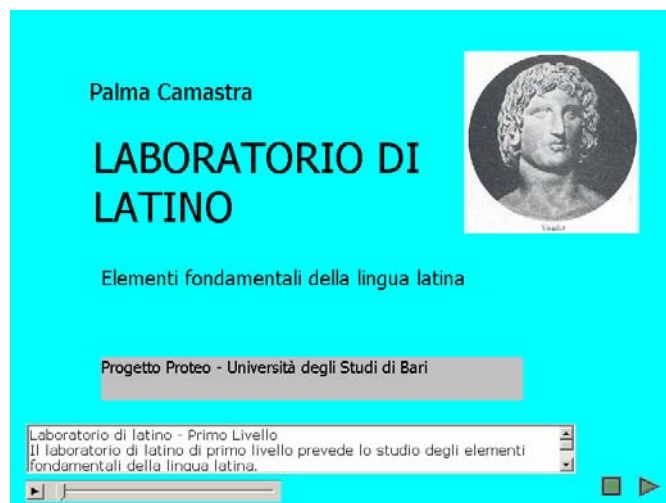 Palma Camastra
LABORATORIO DI
LATINO
Virgilio
Elementi fondamentali della lingua latina
Progetto Proteo - Università degli Studi di Bari
Laboratorio di latino - Primo Livello
Il laboratorio di latino di primo livello prevede lo studio degli elementi
fondamentali della lingua latina.